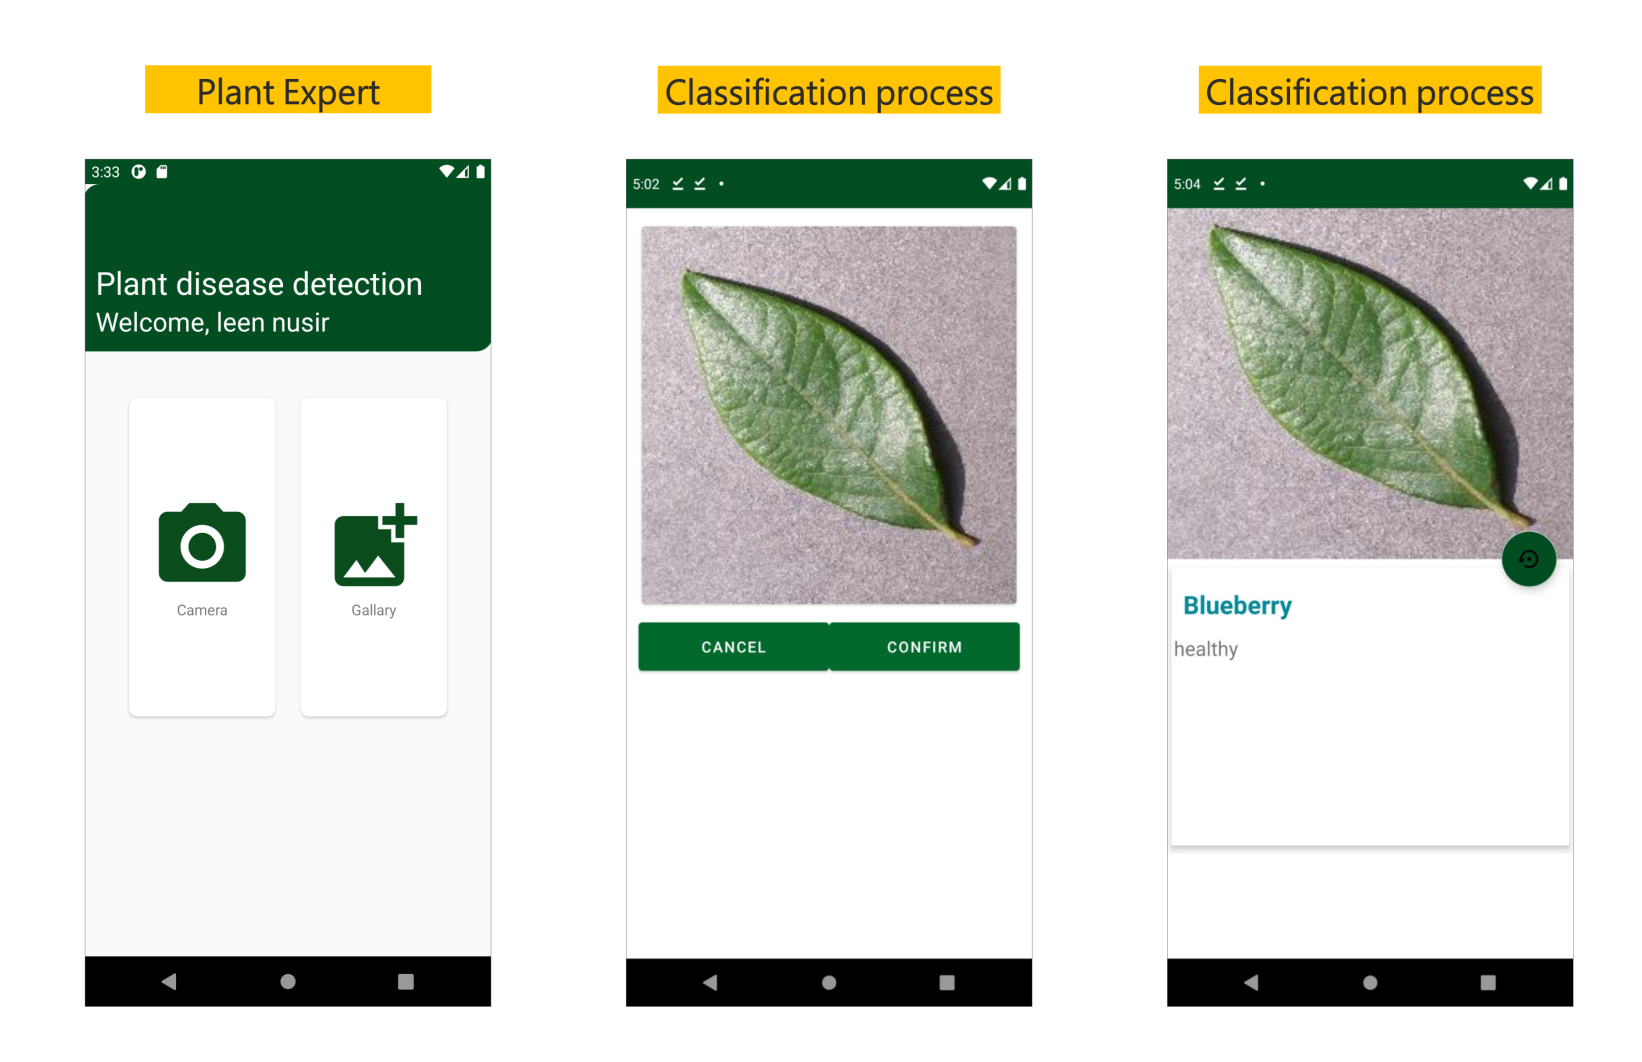 Plant Expert
3:33
Plant disease detection
Welcome, leen nusir
Camera
Gallary
Classification process
5:02
CANCEL
CONFIRM
Classification process
5:04
Blueberry
healthy